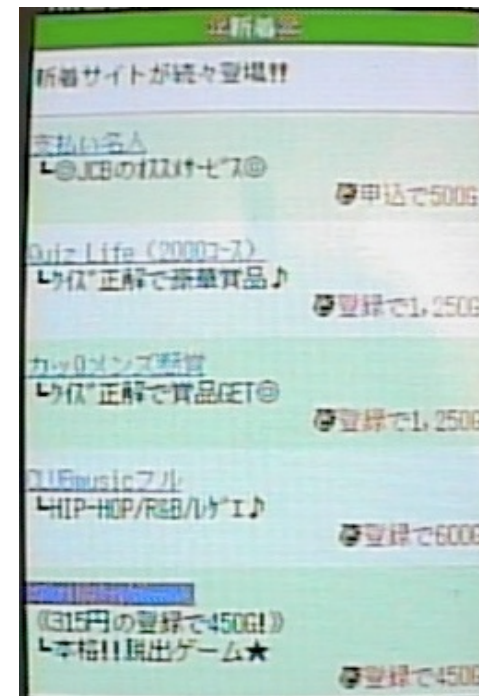 新着
新着サイトが続々登場!!
支払い名人
┗◎JCBのｵｽｽﾒｻｰﾋﾞｽ◎
申込で500G
Quiz Life (2000ｺｰｽ)
┗ｸｲｽﾞ正解で豪華賞品♪
登録で1,250G
メンズ懸賞
┗ｸｲｽﾞ正解で賞品GET◎
登録で1,250G
CLUBmusicフル
┗HIP-HOP/R&B/ﾚｹﾞｴ♪
登録で600G
《315円の登録で450G!》
┗本格!!脱出ゲーム★
登録で450G